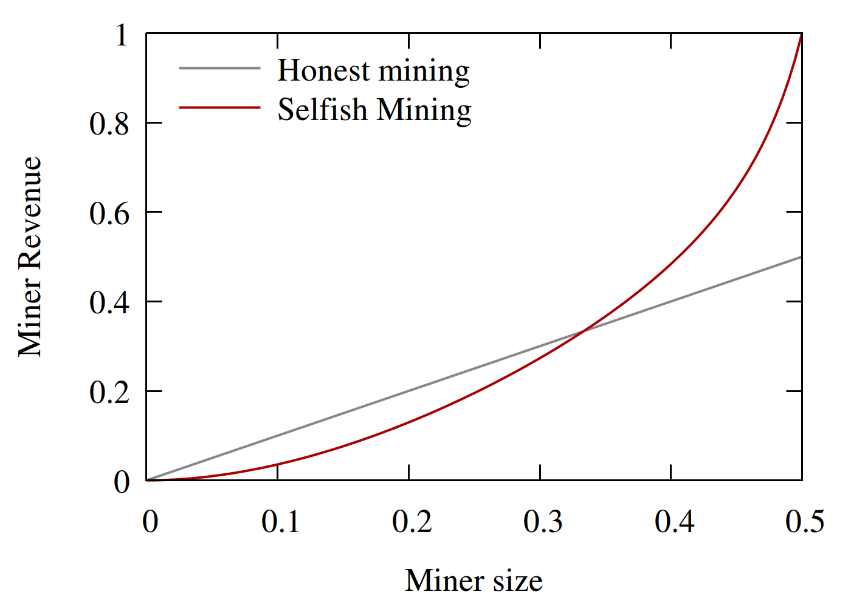 Miner Revenue
1
0.8
0.6
0.4
0.2
0
Honest mining
Selfish Mining
0 0.1 0.2 0.3 0.4 0.5
Miner size